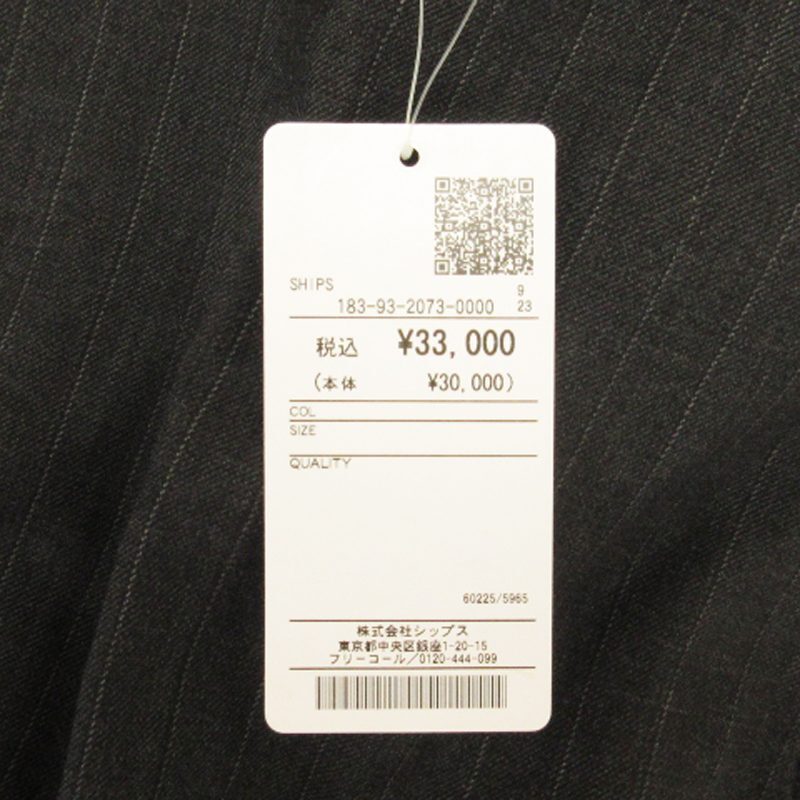 SHIPS
9
183-93-2073-0000 23
税込 ¥33,000
(本体 ¥30,000)
COL
SIZE
QUALITY
60225/5965
株式会社シップス
東京都中央区銀座1-20-15
フリーコール/0120-444-099